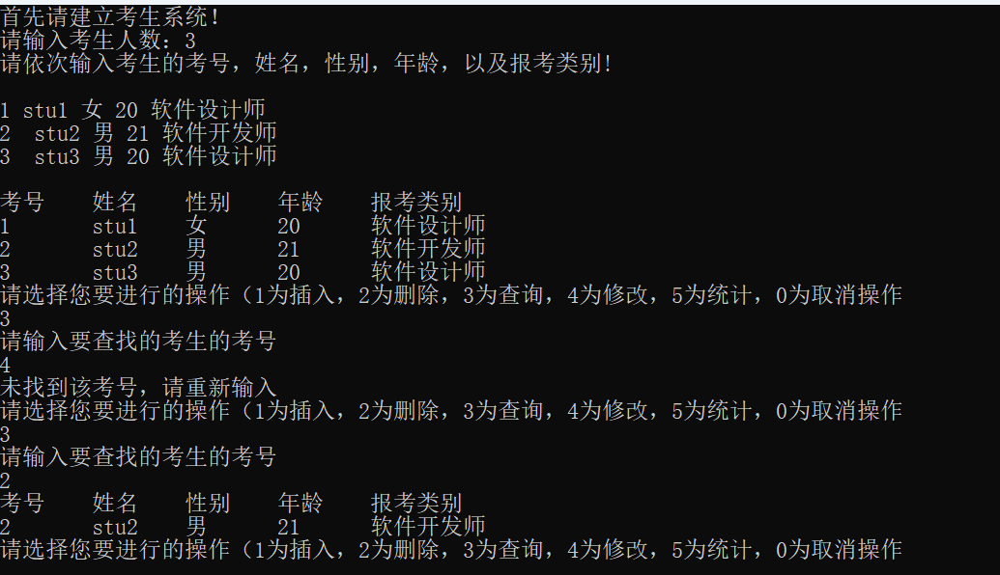 首先请建立考生系统!
请输入考生人数：3
请依次输入考生的考号，姓名，性别，年龄，以及报考类别!
1 stu1 女 20 软件设计师
2  stu2 男 21 软件开发师
3  stu3 男 20 软件设计师
考号    姓名    性别    年龄    报考类别
1       stu1    女      20      软件设计师
2       stu2    男      21      软件开发师
3       stu3    男      20      软件设计师
请选择您要进行的操作（1为插入，2为删除，3为查询，4为修改，5为统计，0为取消操作
3
请输入要查找的考生的考号
4
未找到该考号，请重新输入
请选择您要进行的操作（1为插入，2为删除，3为查询，4为修改，5为统计，0为取消操作
3
请输入要查找的考生的考号
2
考号    姓名    性别    年龄    报考类别
2       stu2    男      21      软件开发师
请选择您要进行的操作（1为插入，2为删除，3为查询，4为修改，5为统计，0为取消操作